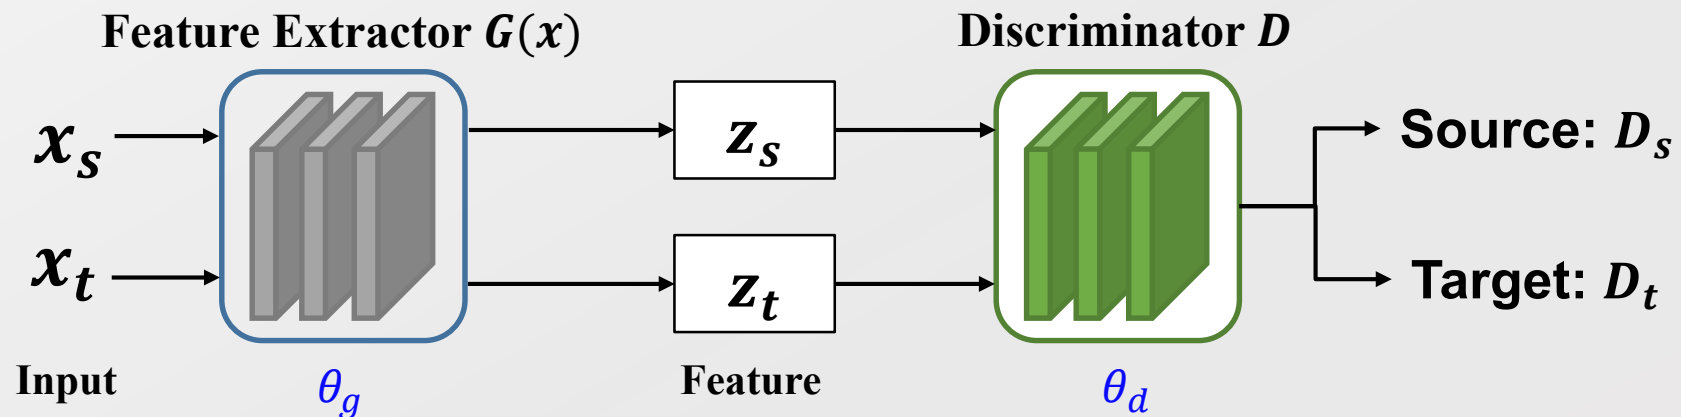 Feature Extractor G(x)
Discriminator D
x_s
z_s
Source: D_s
x_t
z_t
Target: D_t
Input
θ_g
Feature
θ_d